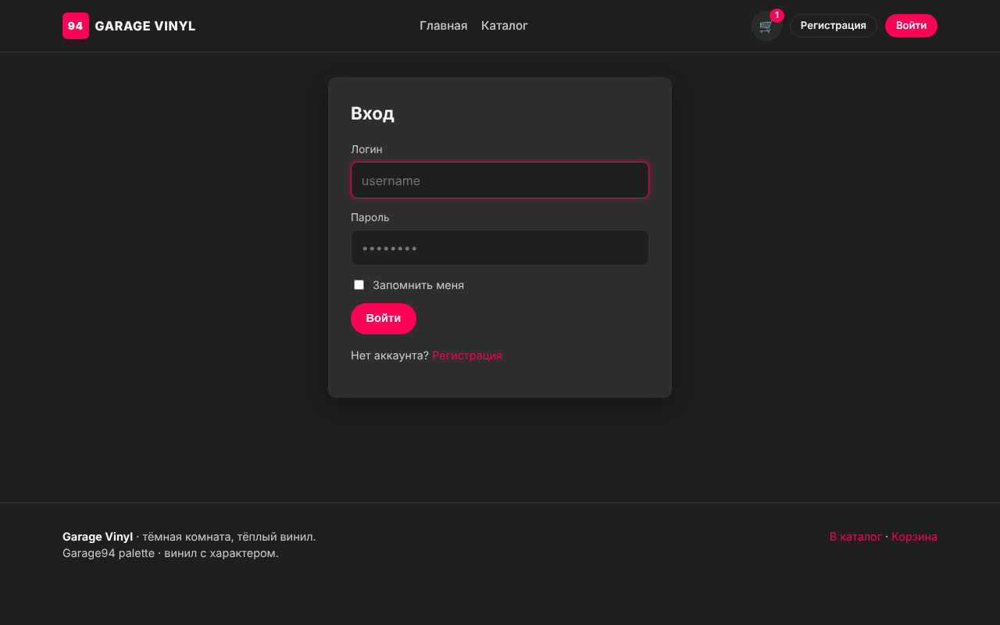 94 GARAGE VINYL Главная Каталог 1 Регистрация Войти
Вход
Логин
username
Пароль
••••••••
Запомнить меня
Войти
Нет аккаунта? Регистрация
Garage Vinyl · тёмная комната, тёплый винил. В каталог · Корзина
Garage94 palette · винил с характером.